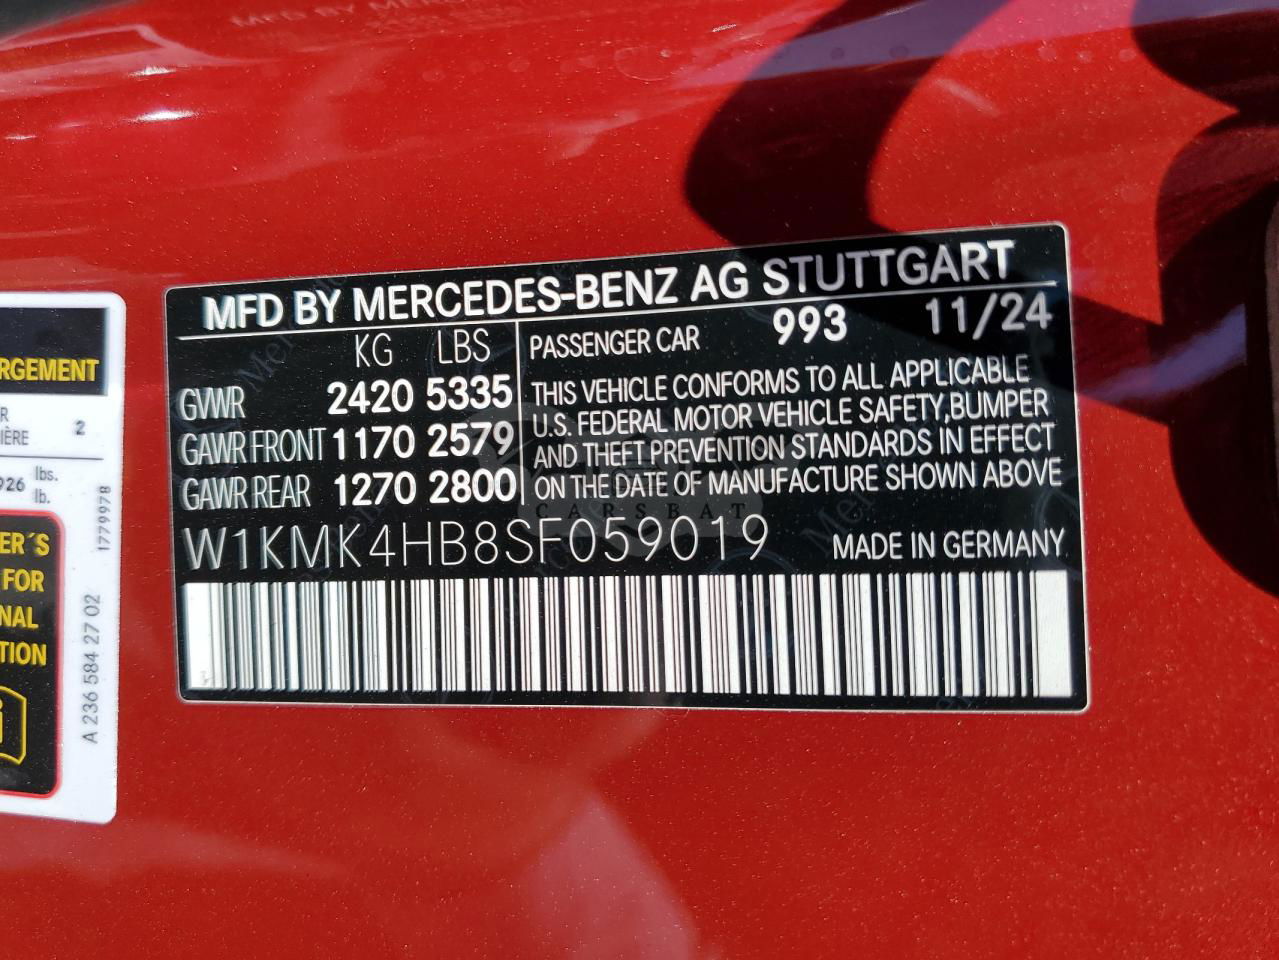 MFD BY MERCEDES-BENZ AG STUTTGART
KG LBS
PASSENGER CAR 993 11/24
GVWR 2420 5335
GAWR FRONT 1170 2579
GAWR REAR 1270 2800
THIS VEHICLE CONFORMS TO ALL APPLICABLE
U.S. FEDERAL MOTOR VEHICLE SAFETY,BUMPER
AND THEFT PREVENTION STANDARDS IN EFFECT
ON THE DATE OF MANUFACTURE SHOWN ABOVE
W1KMK4HB8SF059019 MADE IN GERMANY
CARSBAT
RGEMENT
R
IÈRE 2
926 lbs.
lb.
ER´S
FOR
NAL
TION
1779978
A 236 584 27 02